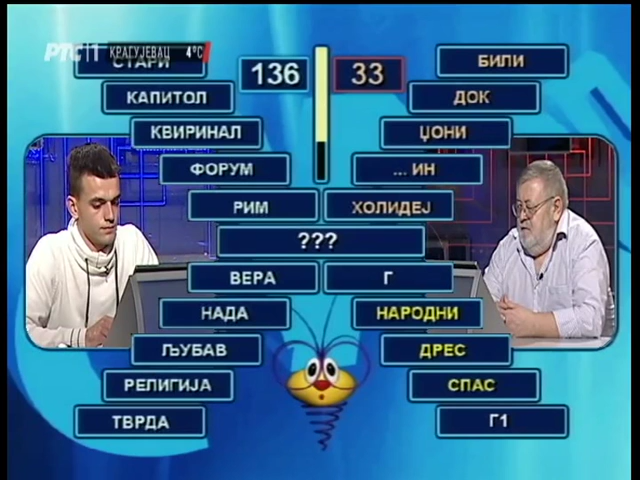 РТС|1 КРАГУЈЕВАЦ 4°C
СТАРИ 136 33 БИЛИ
КАПИТОЛ ДОК
КВИРИНАЛ ЏОНИ
ФОРУМ ... ИН
РИМ ХОЛИДЕЈ
???
ВЕРА Г
НАДА НАРОДНИ
ЉУБАВ ДРЕС
РЕЛИГИЈА СПАС
ТВРДА Г1